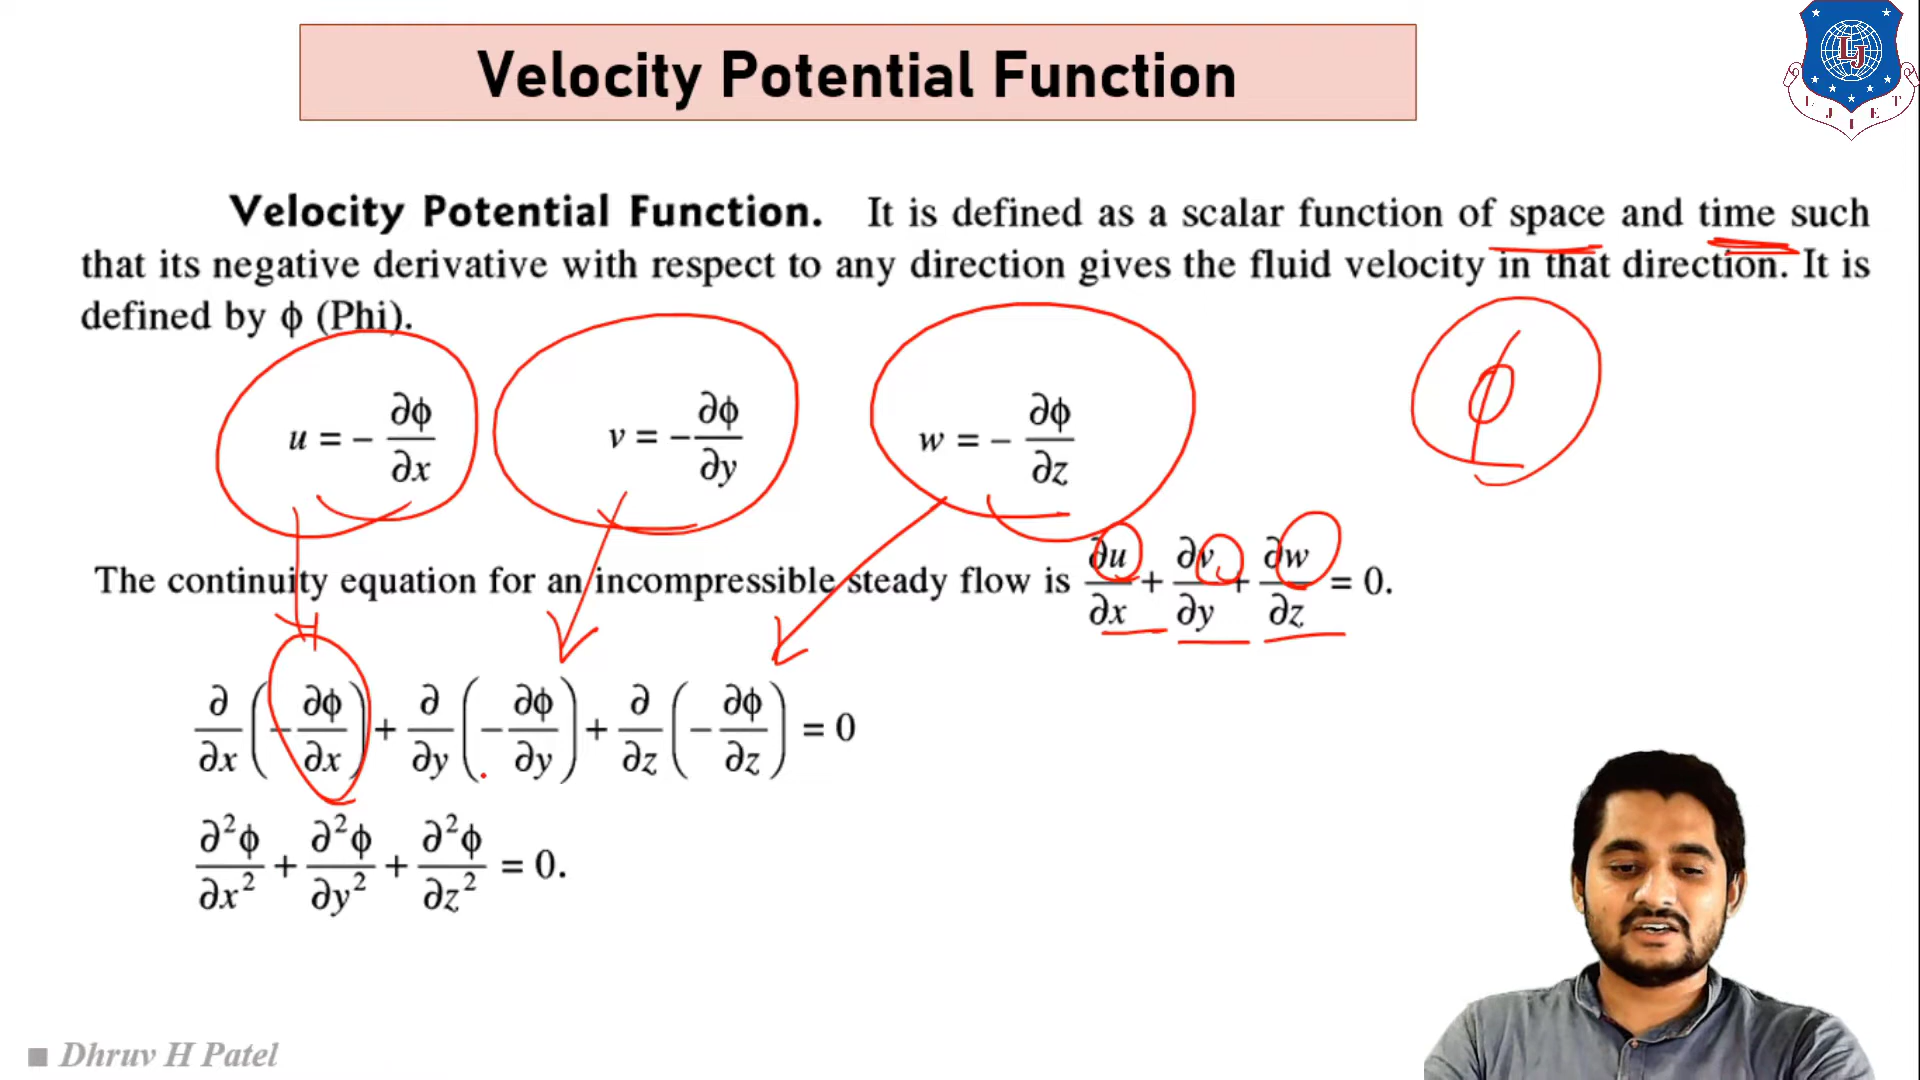 Velocity Potential Function
L J I E T
LJ
Velocity Potential Function. It is defined as a scalar function of space and time such
that its negative derivative with respect to any direction gives the fluid velocity in that direction. It is
defined by ϕ (Phi).
u = − ∂ϕ/∂x v = − ∂ϕ/∂y w = − ∂ϕ/∂z
ϕ
The continuity equation for an incompressible steady flow is ∂u/∂x + ∂v/∂y + ∂w/∂z = 0.
∂/∂x (− ∂ϕ/∂x) + ∂/∂y (− ∂ϕ/∂y) + ∂/∂z (− ∂ϕ/∂z) = 0
∂²ϕ/∂x² + ∂²ϕ/∂y² + ∂²ϕ/∂z² = 0.
Dhruv H Patel